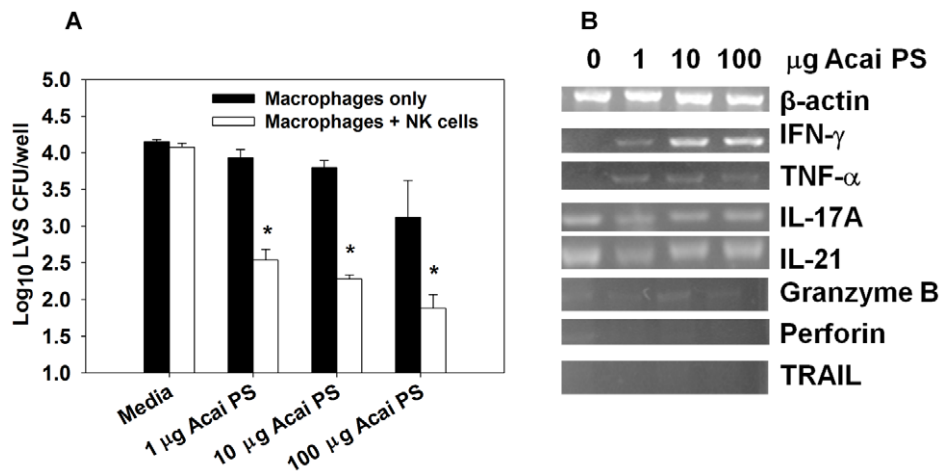 A
5.0
4.5
4.0
3.5
3.0
2.5
2.0
1.5
1.0
Log10 LVS CFU/well
Macrophages only
Macrophages + NK cells
*
*
*
Media
1 μg Acai PS
10 μg Acai PS
100 μg Acai PS
B
0 1 10 100 μg Acai PS
β-actin
IFN-γ
TNF-α
IL-17A
IL-21
Granzyme B
Perforin
TRAIL